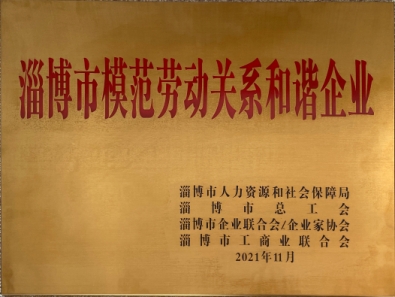 淄博市模范劳动关系和谐企业
淄博市人力资源和社会保障局
淄博市总工会
淄博市企业联合会/企业家协会
淄博市工商业联合会
2021年11月